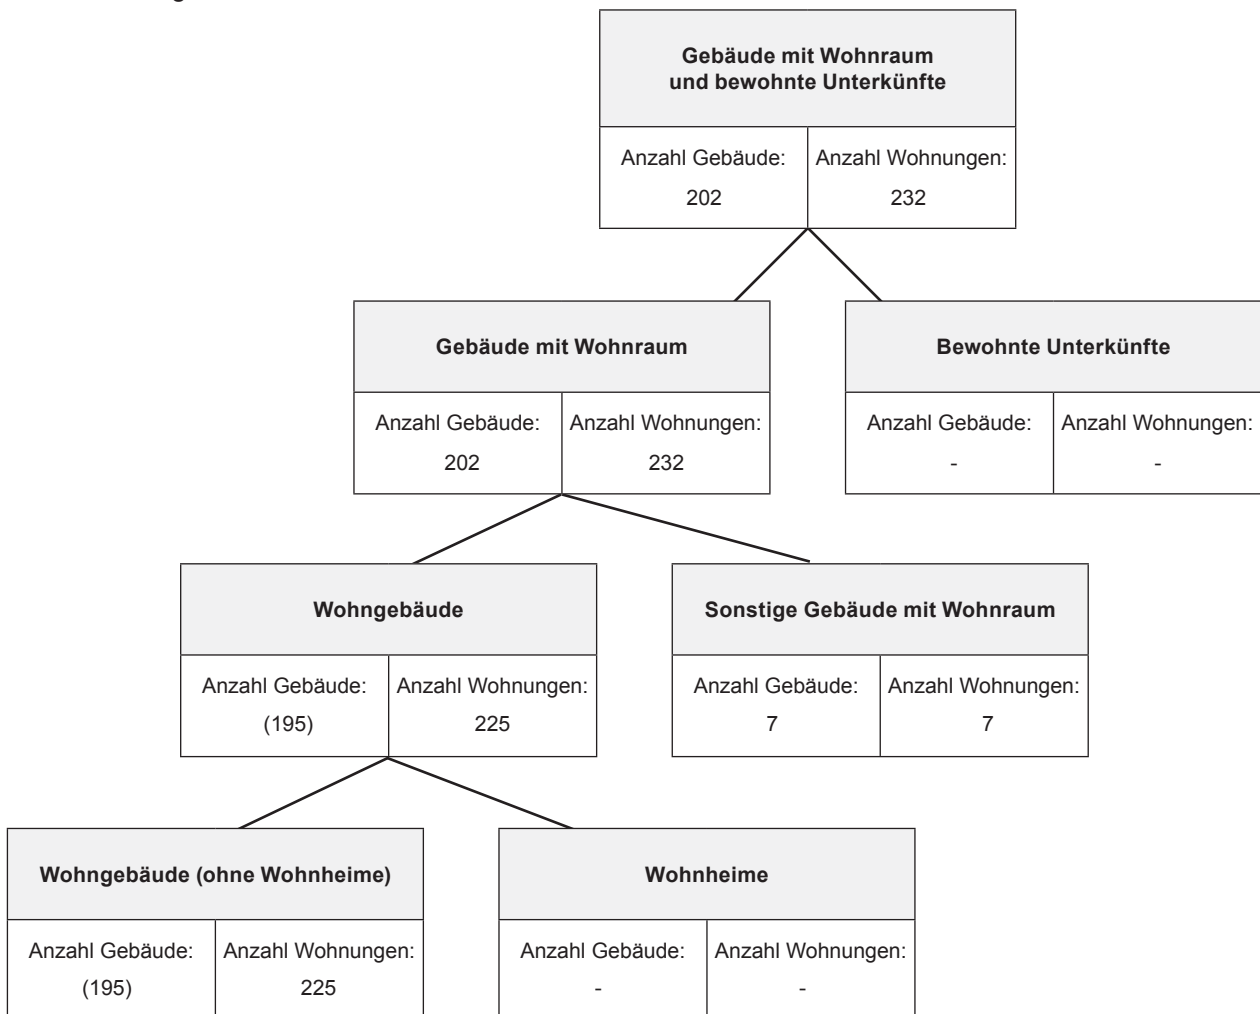 Gebäude mit Wohnraum
und bewohnte Unterkünfte
Anzahl Gebäude: Anzahl Wohnungen:
202 232
Gebäude mit Wohnraum Bewohnte Unterkünfte
Anzahl Gebäude: Anzahl Wohnungen: Anzahl Gebäude: Anzahl Wohnungen:
202 232 - -
Wohngebäude Sonstige Gebäude mit Wohnraum
Anzahl Gebäude: Anzahl Wohnungen: Anzahl Gebäude: Anzahl Wohnungen:
(195) 225 7 7
Wohngebäude (ohne Wohnheime) Wohnheime
Anzahl Gebäude: Anzahl Wohnungen: Anzahl Gebäude: Anzahl Wohnungen:
(195) 225 - -